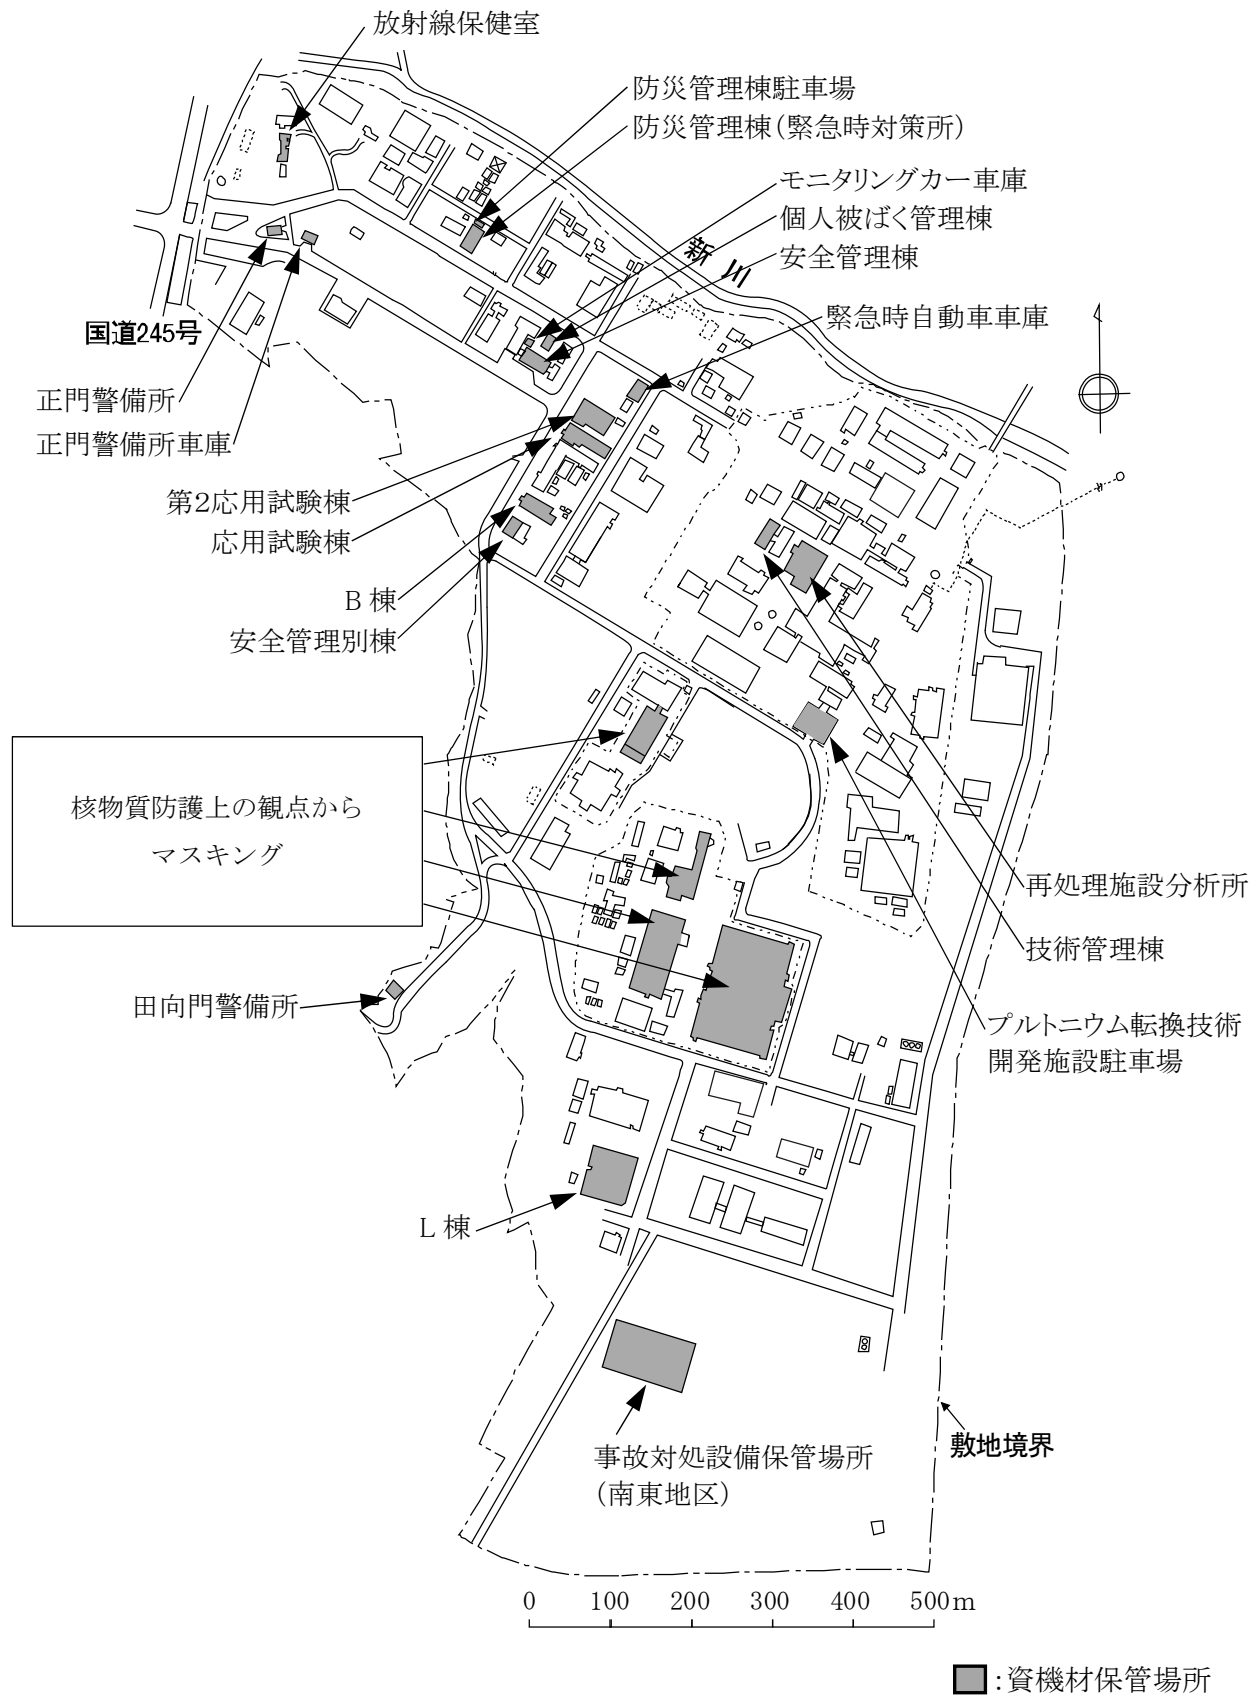 放射線保健室
防災管理棟駐車場
防災管理棟(緊急時対策所)
モニタリングカー車庫
個人被ばく管理棟
安全管理棟
新川
緊急時自動車車庫
国道245号
正門警備所
正門警備所車庫
第2応用試験棟
応用試験棟
B 棟
安全管理別棟
核物質防護上の観点から
マスキング
再処理施設分析所
技術管理棟
田向門警備所
プルトニウム転換技術
開発施設駐車場
L 棟
敷地境界
事故対処設備保管場所
(南東地区)
0 100 200 300 400 500m
:資機材保管場所